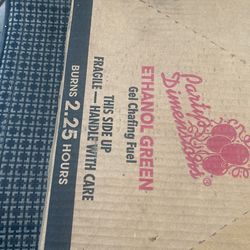 Party
Dimensions®
ETHANOL GREEN
Gel Chafing Fuel
THIS SIDE UP
FRAGILE — HANDLE WITH CARE
BURNS 2.25 HOURS